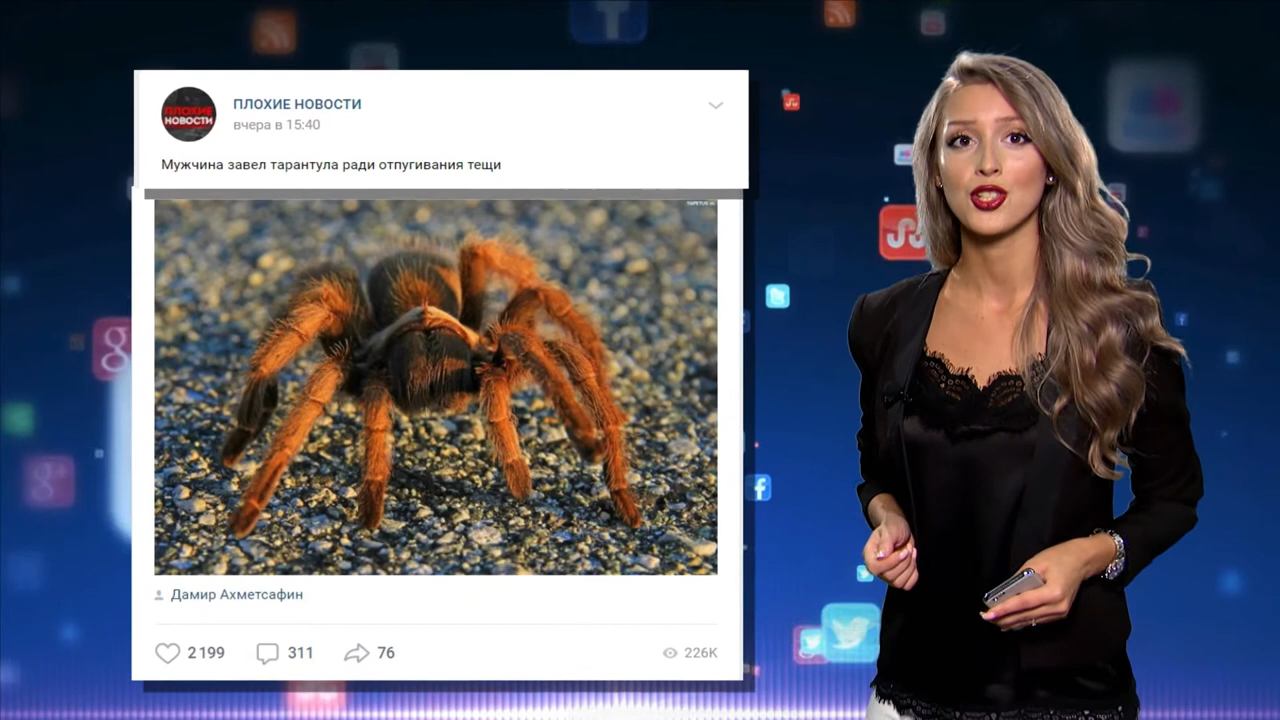 ПЛОХИЕ НОВОСТИ
ПЛОХИЕ
НОВОСТИ
вчера в 15:40
Мужчина завел тарантула ради отпугивания тещи
Дамир Ахметсафин
2199 311 76 226K